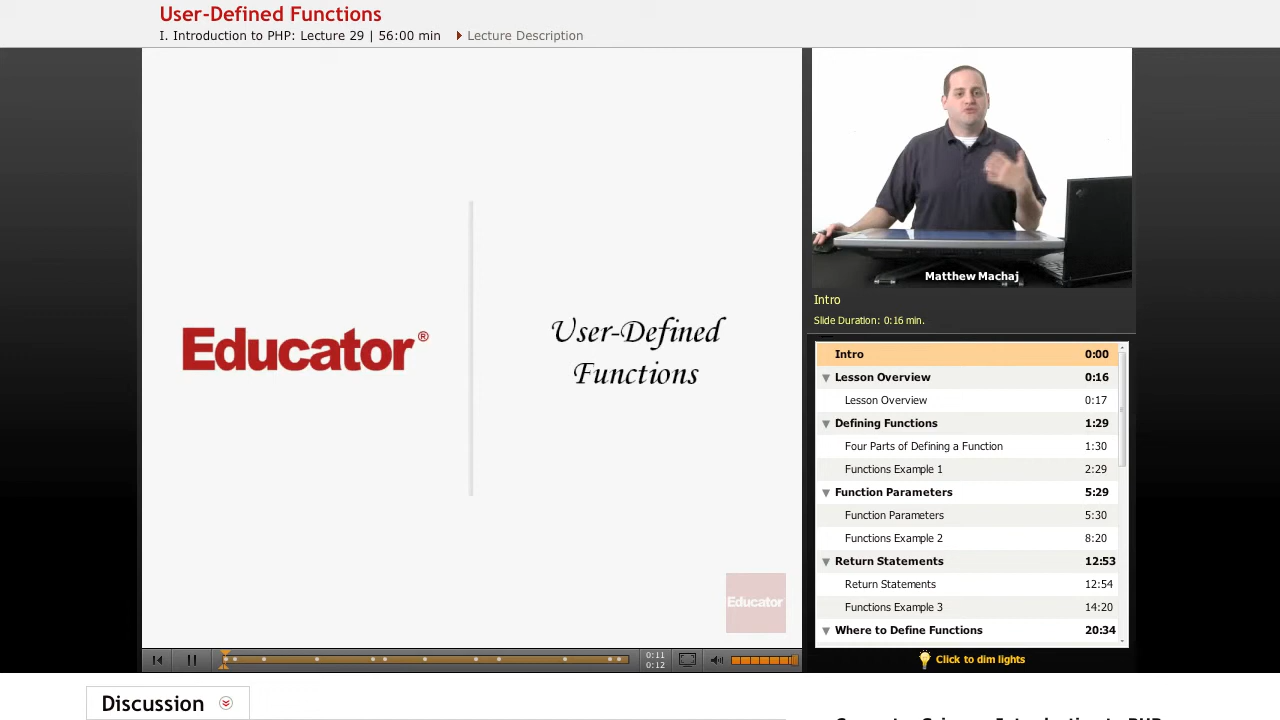 User-Defined Functions
I. Introduction to PHP: Lecture 29 | 56:00 min Lecture Description
Educator®
User-Defined
Functions
Educator
Matthew Machaj
Intro
Slide Duration: 0:16 min.
Intro 0:00
Lesson Overview 0:16
Lesson Overview 0:17
Defining Functions 1:29
Four Parts of Defining a Function 1:30
Functions Example 1 2:29
Function Parameters 5:29
Function Parameters 5:30
Functions Example 2 8:20
Return Statements 12:53
Return Statements 12:54
Functions Example 3 14:20
Where to Define Functions 20:34
0:11
0:12
Click to dim lights
Discussion